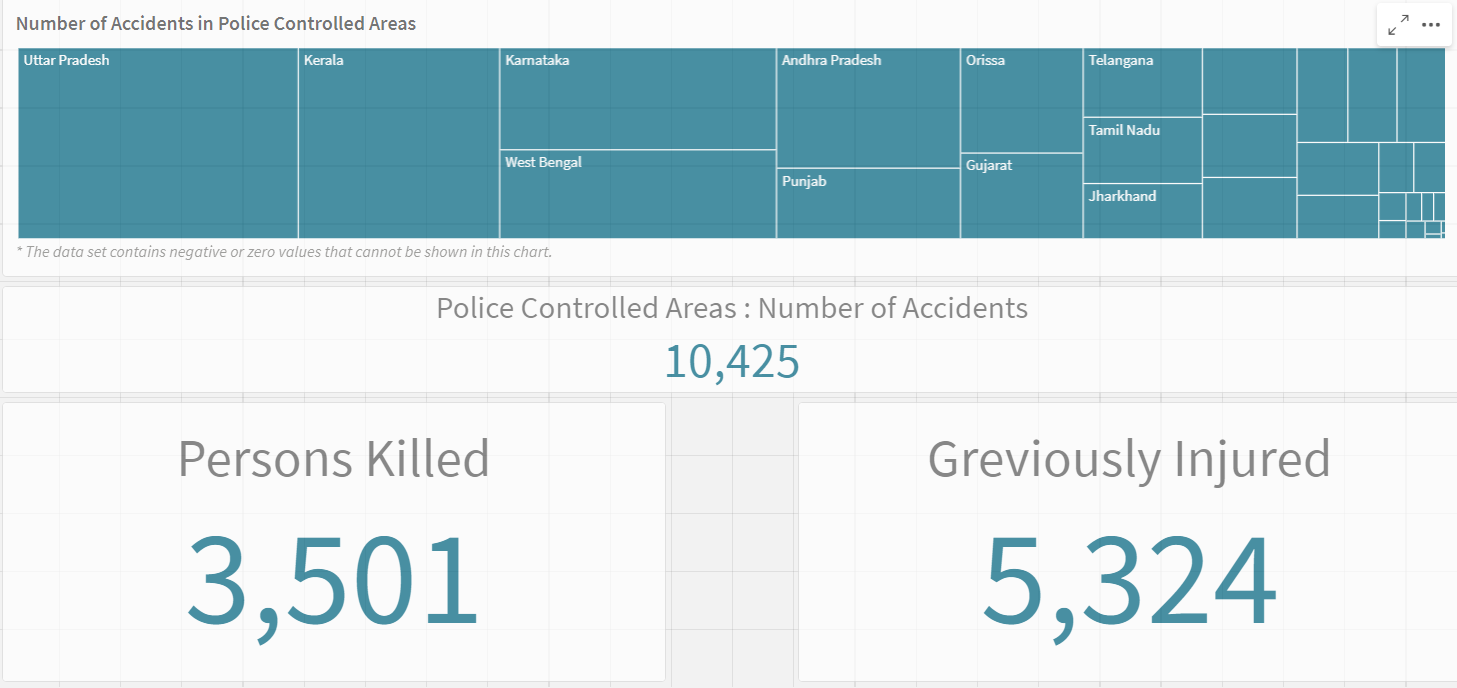 Number of Accidents in Police Controlled Areas
Uttar Pradesh
Kerala
Karnataka
Andhra Pradesh
Orissa
Telangana
Tamil Nadu
West Bengal
Gujarat
Punjab
Jharkhand
* The data set contains negative or zero values that cannot be shown in this chart.
Police Controlled Areas : Number of Accidents
10,425
Persons Killed
3,501
Greviously Injured
5,324